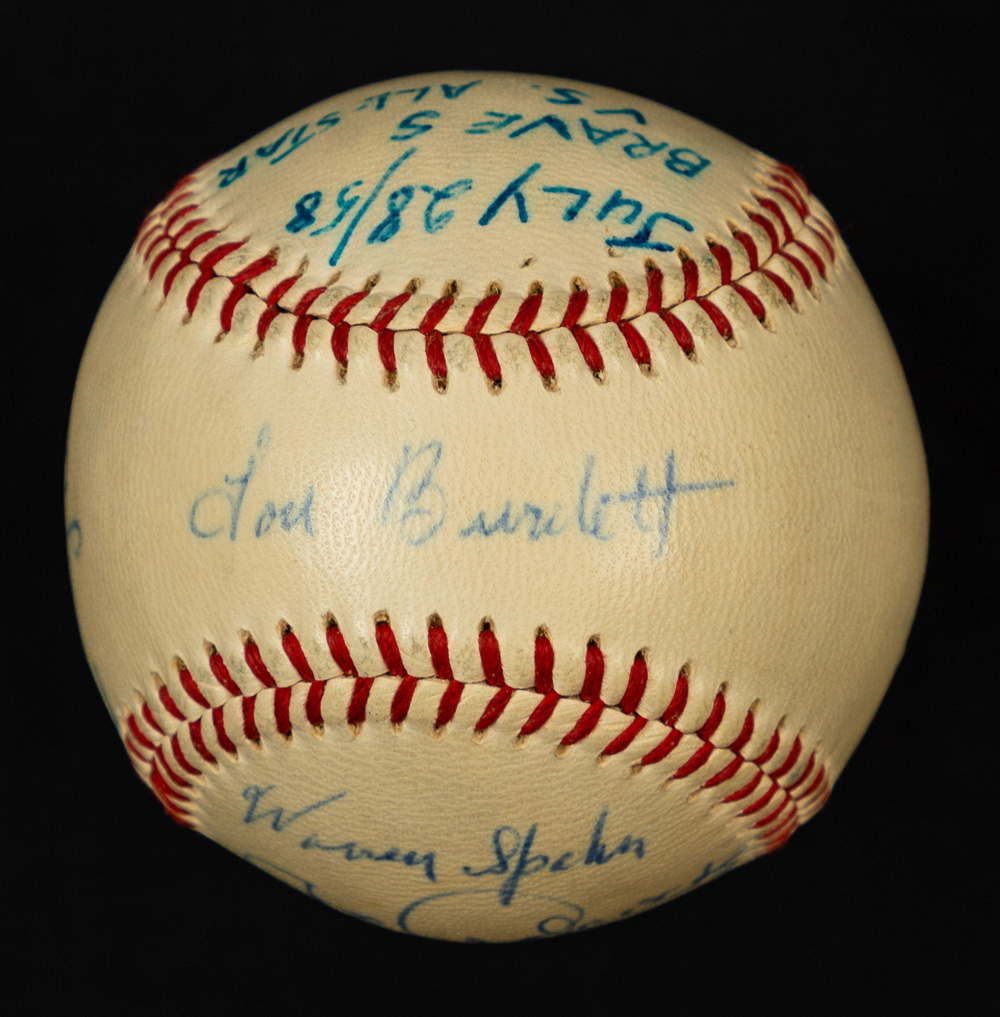 JULY 28/58
BRAVES
VS.
ALL STAR
Lou Burdett
Warren Spahn